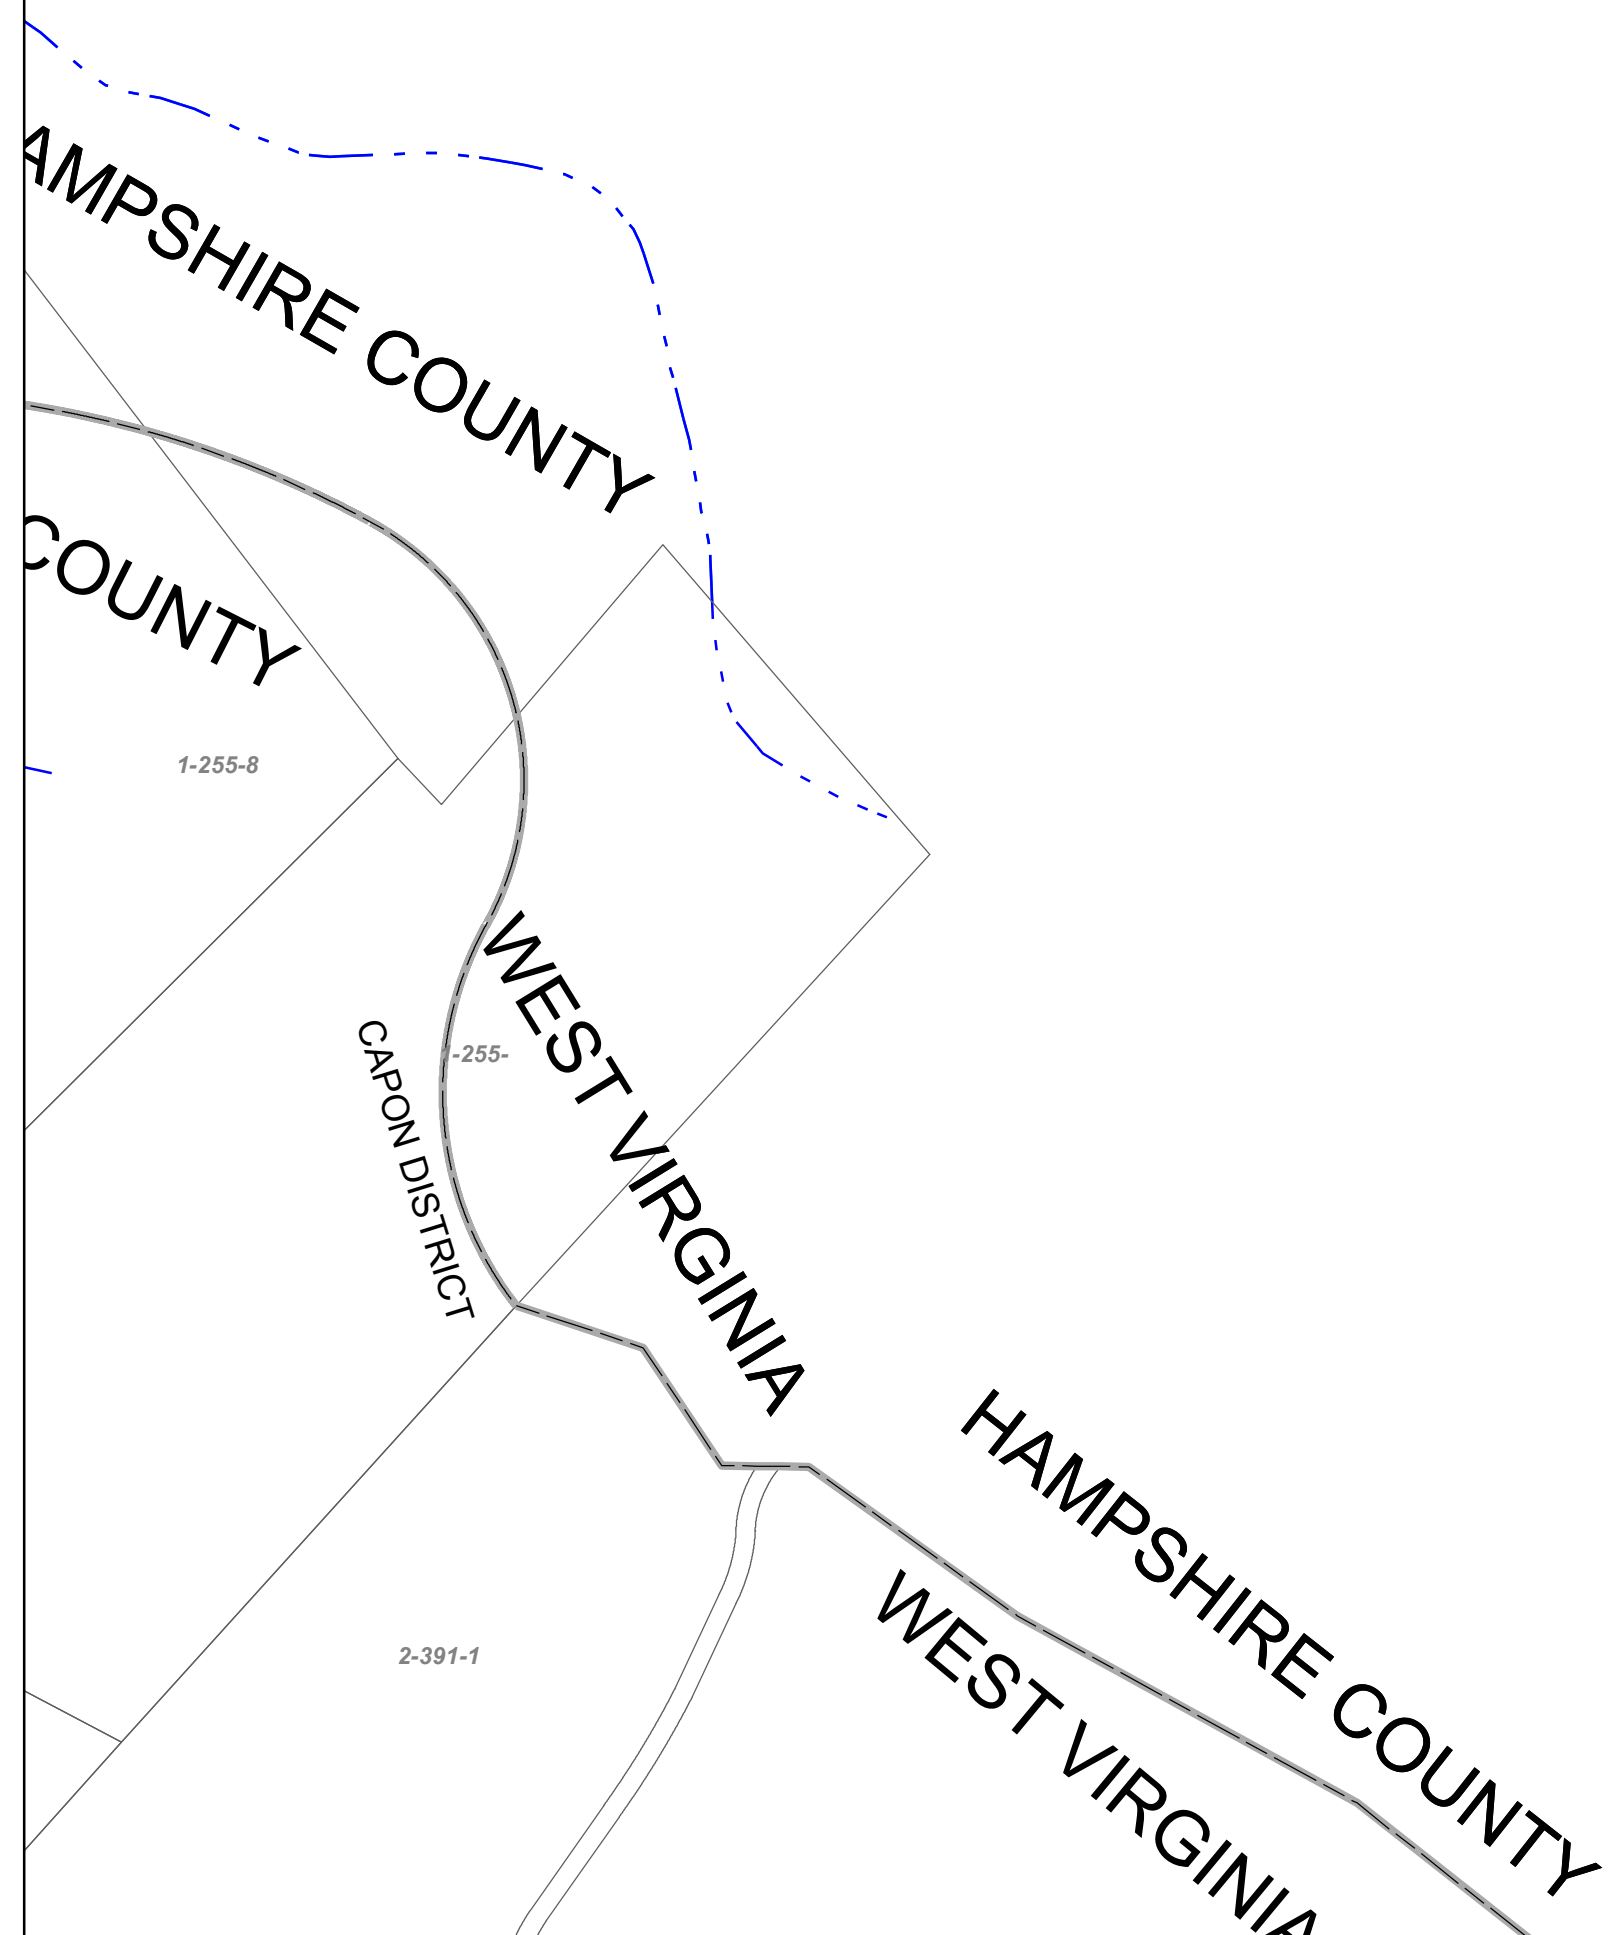 AMPSHIRE COUNTY
COUNTY
1-255-8
WEST VIRGINIA
-255-
CAPON DISTRICT
HAMPSHIRE COUNTY
WEST VIRGINIA
2-391-1